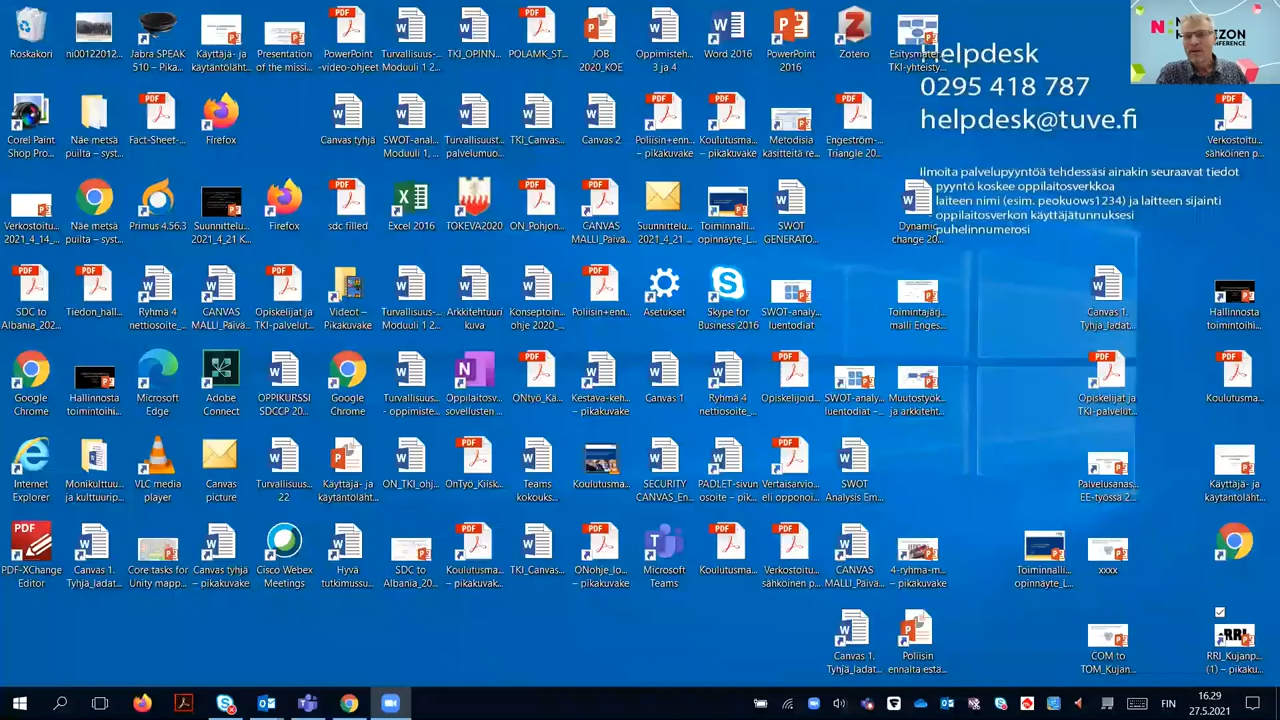 Roskakori
ni00122012...
Jabra SPEAK
510 – Pika...
Käyttäjä- ja
käytäntöläht...
Presentation
of the missi...
PowerPoint
-video-ohjeet
Turvallisuus-...
Moduuli 1 2...
TKI_OPINN...
POLAMK_ST...
JOB
2020_KOE
Oppimisteh...
3 ja 4
Word 2016
PowerPoint
2016
Zotero
Esitysmateri...
TKI-yhteisty...
helpdesk
0295 418 787
helpdesk@tuve.fi
Corel Paint
Shop Pro...
Näe metsä
puilta – syst...
Fact-Sheet-...
Firefox
Canvas tyhjä
SWOT-anal...
Moduuli 1, ...
Turvallisuust...
palvelumuo...
TKI_Canvas...
Canvas 2
Poliisin+enn...
– pikakuvake
Koulutusma...
– pikakuvake
Metodisia
käsitteitä re...
Engeström-
Triangle 20...
Verkostoitu...
sähköinen p...
Ilmoita palvelupyyntöä tehdessäsi ainakin seuraavat tiedot
pyyntö koskee oppilaitosverkkoa
laitteen nimi (esim. peokuows1234) ja laitteen sijainti
oppilaitosverkon käyttäjätunnuksesi
puhelinnumerosi
Verkostoitu...
2021_4_14_...
Näe metsä
puilta – syst...
Primus 4.56.3
Suunnittelu...
2021_4_21 K...
Firefox
sdc-filled
Excel 2016
TOKEVA2020
ON_Pohjon...
CANVAS
MALLI_Päivä...
Suunnittelu...
2021_4_21 ...
Toiminnalli...
opinnäyte_L...
SWOT
GENERATO...
Dynamic
change 20...
SDC to
Albania_202...
Tiedon_hall...
Ryhmä 4
nettiosoite_...
CANVAS
MALLI_Päivä...
Opiskelijat ja
TKI-palvelut...
Videot –
Pikakuvake
Turvallisuus-...
Moduuli 1 2...
Arkkitehtuuri
kuva
Konseptoin...
ohje 2020_...
Poliisin+enn...
– pikakuvake
Asetukset
Skype for
Business 2016
SWOT-analy...
luentodiat
Toimintajärj...
malli Enges...
Canvas 1.
Tyhjä_ladat...
Hallinnosta
toimintoihi...
Google
Chrome
Hallinnosta
toimintoihi...
Microsoft
Edge
Adobe
Connect
OPPIKURSSI
SDCCP 20...
Google
Chrome
Turvallisuus...
- oppimiste...
Oppilaitosv...
sovellusten ...
ONtyö_Kä...
Kestava-keh...
– pikakuvake
Canvas 1
Ryhmä 4
nettiosoite_...
Opiskelijoid...
SWOT-analy...
luentodiat –...
Muutostyök...
ja arkkiteht...
Opiskelijat ja
TKI-palvelut...
Koulutusma...
Internet
Explorer
Monikulttuu...
ja kulttuurip...
VLC media
player
Canvas
picture
Turvallisuus...
22
Käyttäjä- ja
käytäntöläht...
ON_TKI_ohj...
OnTyo_Kiisk...
Teams
kokouks...
Koulutusma...
SECURITY
CANVAS_En...
PADLET-sivun
osoite – pik...
Vertaisarvio...
eli opponoi...
SWOT
Analysis Em...
Palvelusanas...
EE-työssä 2...
Käyttäjä- ja
käytäntöläht...
PDF-XChange
Editor
Canvas 1.
Tyhjä_ladat...
Core tasks for
Unity mapp...
Canvas tyhjä
– pikakuvake
Cisco Webex
Meetings
Hyvä
tutkimussu...
SDC to
Albania_20...
Koulutusma...
– pikakuvak...
TKI_Canvas...
ONohje_lo...
– pikakuvake
Microsoft
Teams
Koulutusma...
Verkostoitu...
sähköinen p...
CANVAS
MALLI_Päivä...
4-ryhma-m...
– pikakuvake
Toiminnalli...
opinnäyte_L...
xxxx
Canvas 1.
Tyhjä_ladat...
Poliisin
ennalta esta...
COM to
TOM_Kujan...
RRI_Kujanp...
(1) – pikaku...
FIN
16.29
27.5.2021